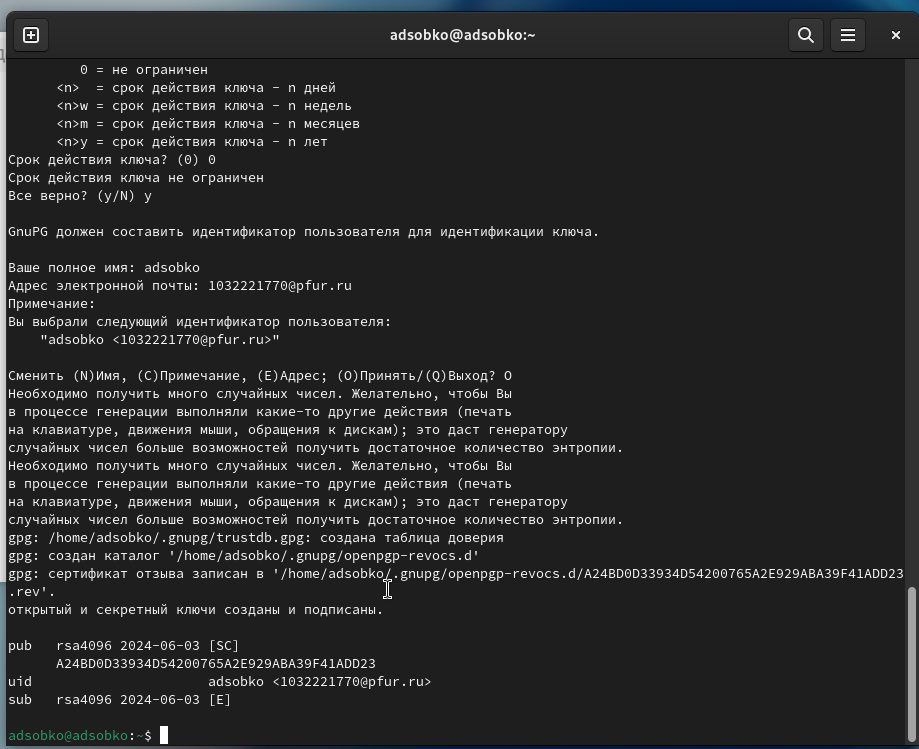 adsobko@adsobko:~
0 = не ограничен
<n>  = срок действия ключа - n дней
<n>w = срок действия ключа - n недель
<n>m = срок действия ключа - n месяцев
<n>y = срок действия ключа - n лет
Срок действия ключа? (0) 0
Срок действия ключа не ограничен
Все верно? (y/N) y
GnuPG должен составить идентификатор пользователя для идентификации ключа.
Ваше полное имя: adsobko
Адрес электронной почты: 1032221770@pfur.ru
Примечание:
Вы выбрали следующий идентификатор пользователя:
"adsobko <1032221770@pfur.ru>"
Сменить (N)Имя, (C)Примечание, (E)Адрес; (O)Принять/(Q)Выход? O
Необходимо получить много случайных чисел. Желательно, чтобы Вы
в процессе генерации выполняли какие-то другие действия (печать
на клавиатуре, движения мыши, обращения к дискам); это даст генератору
случайных чисел больше возможностей получить достаточное количество энтропии.
Необходимо получить много случайных чисел. Желательно, чтобы Вы
в процессе генерации выполняли какие-то другие действия (печать
на клавиатуре, движения мыши, обращения к дискам); это даст генератору
случайных чисел больше возможностей получить достаточное количество энтропии.
gpg: /home/adsobko/.gnupg/trustdb.gpg: создана таблица доверия
gpg: создан каталог '/home/adsobko/.gnupg/openpgp-revocs.d'
gpg: сертификат отзыва записан в '/home/adsobko/.gnupg/openpgp-revocs.d/A24BD0D33934D54200765A2E929ABA39F41ADD23
.rev'.
открытый и секретный ключи созданы и подписаны.
pub   rsa4096 2024-06-03 [SC]
A24BD0D33934D54200765A2E929ABA39F41ADD23
uid                      adsobko <1032221770@pfur.ru>
sub   rsa4096 2024-06-03 [E]
adsobko@adsobko:~$